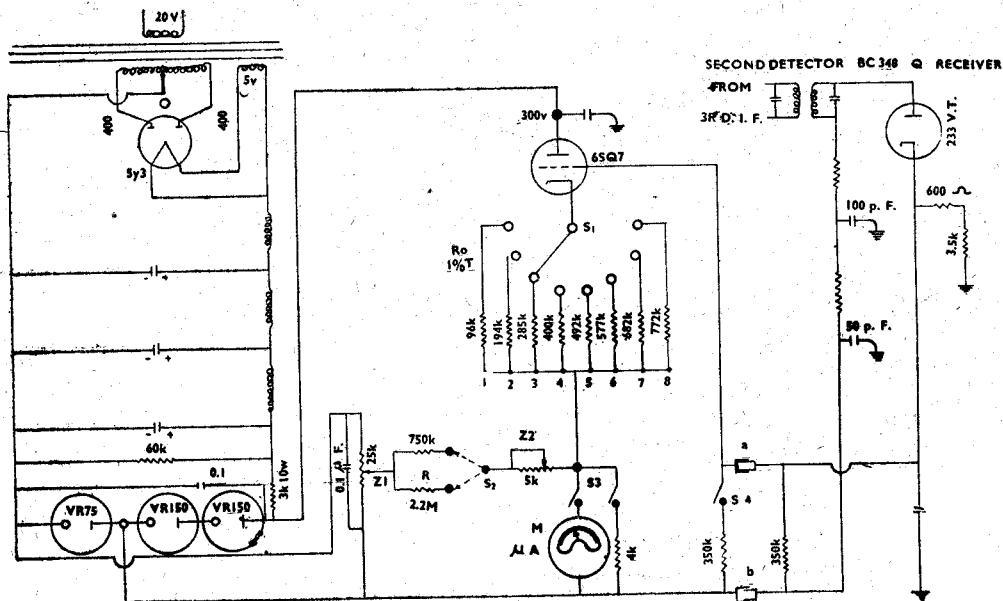 20V
SECOND DETECTOR BC 348 Q RECEIVER
5v
FROM
3RD. I. F.
400
400
5y3
300v
6SQ7
233 V.T.
600
100 p. F.
3.5k
S1
Ro
1%T
96k
194k
285k
400k
492k
577k
682k
772k
1 2 3 4 5 6 7 8
50 p. F.
- +
- +
- +
60k
0.1
3k 10w
VR75
VR150
VR150
0.1 µ F.
25k
Z1
750k
R
2.2M
S2
Z2
5k
S3
M
µ A
4k
a
S 4
350k
350k
b